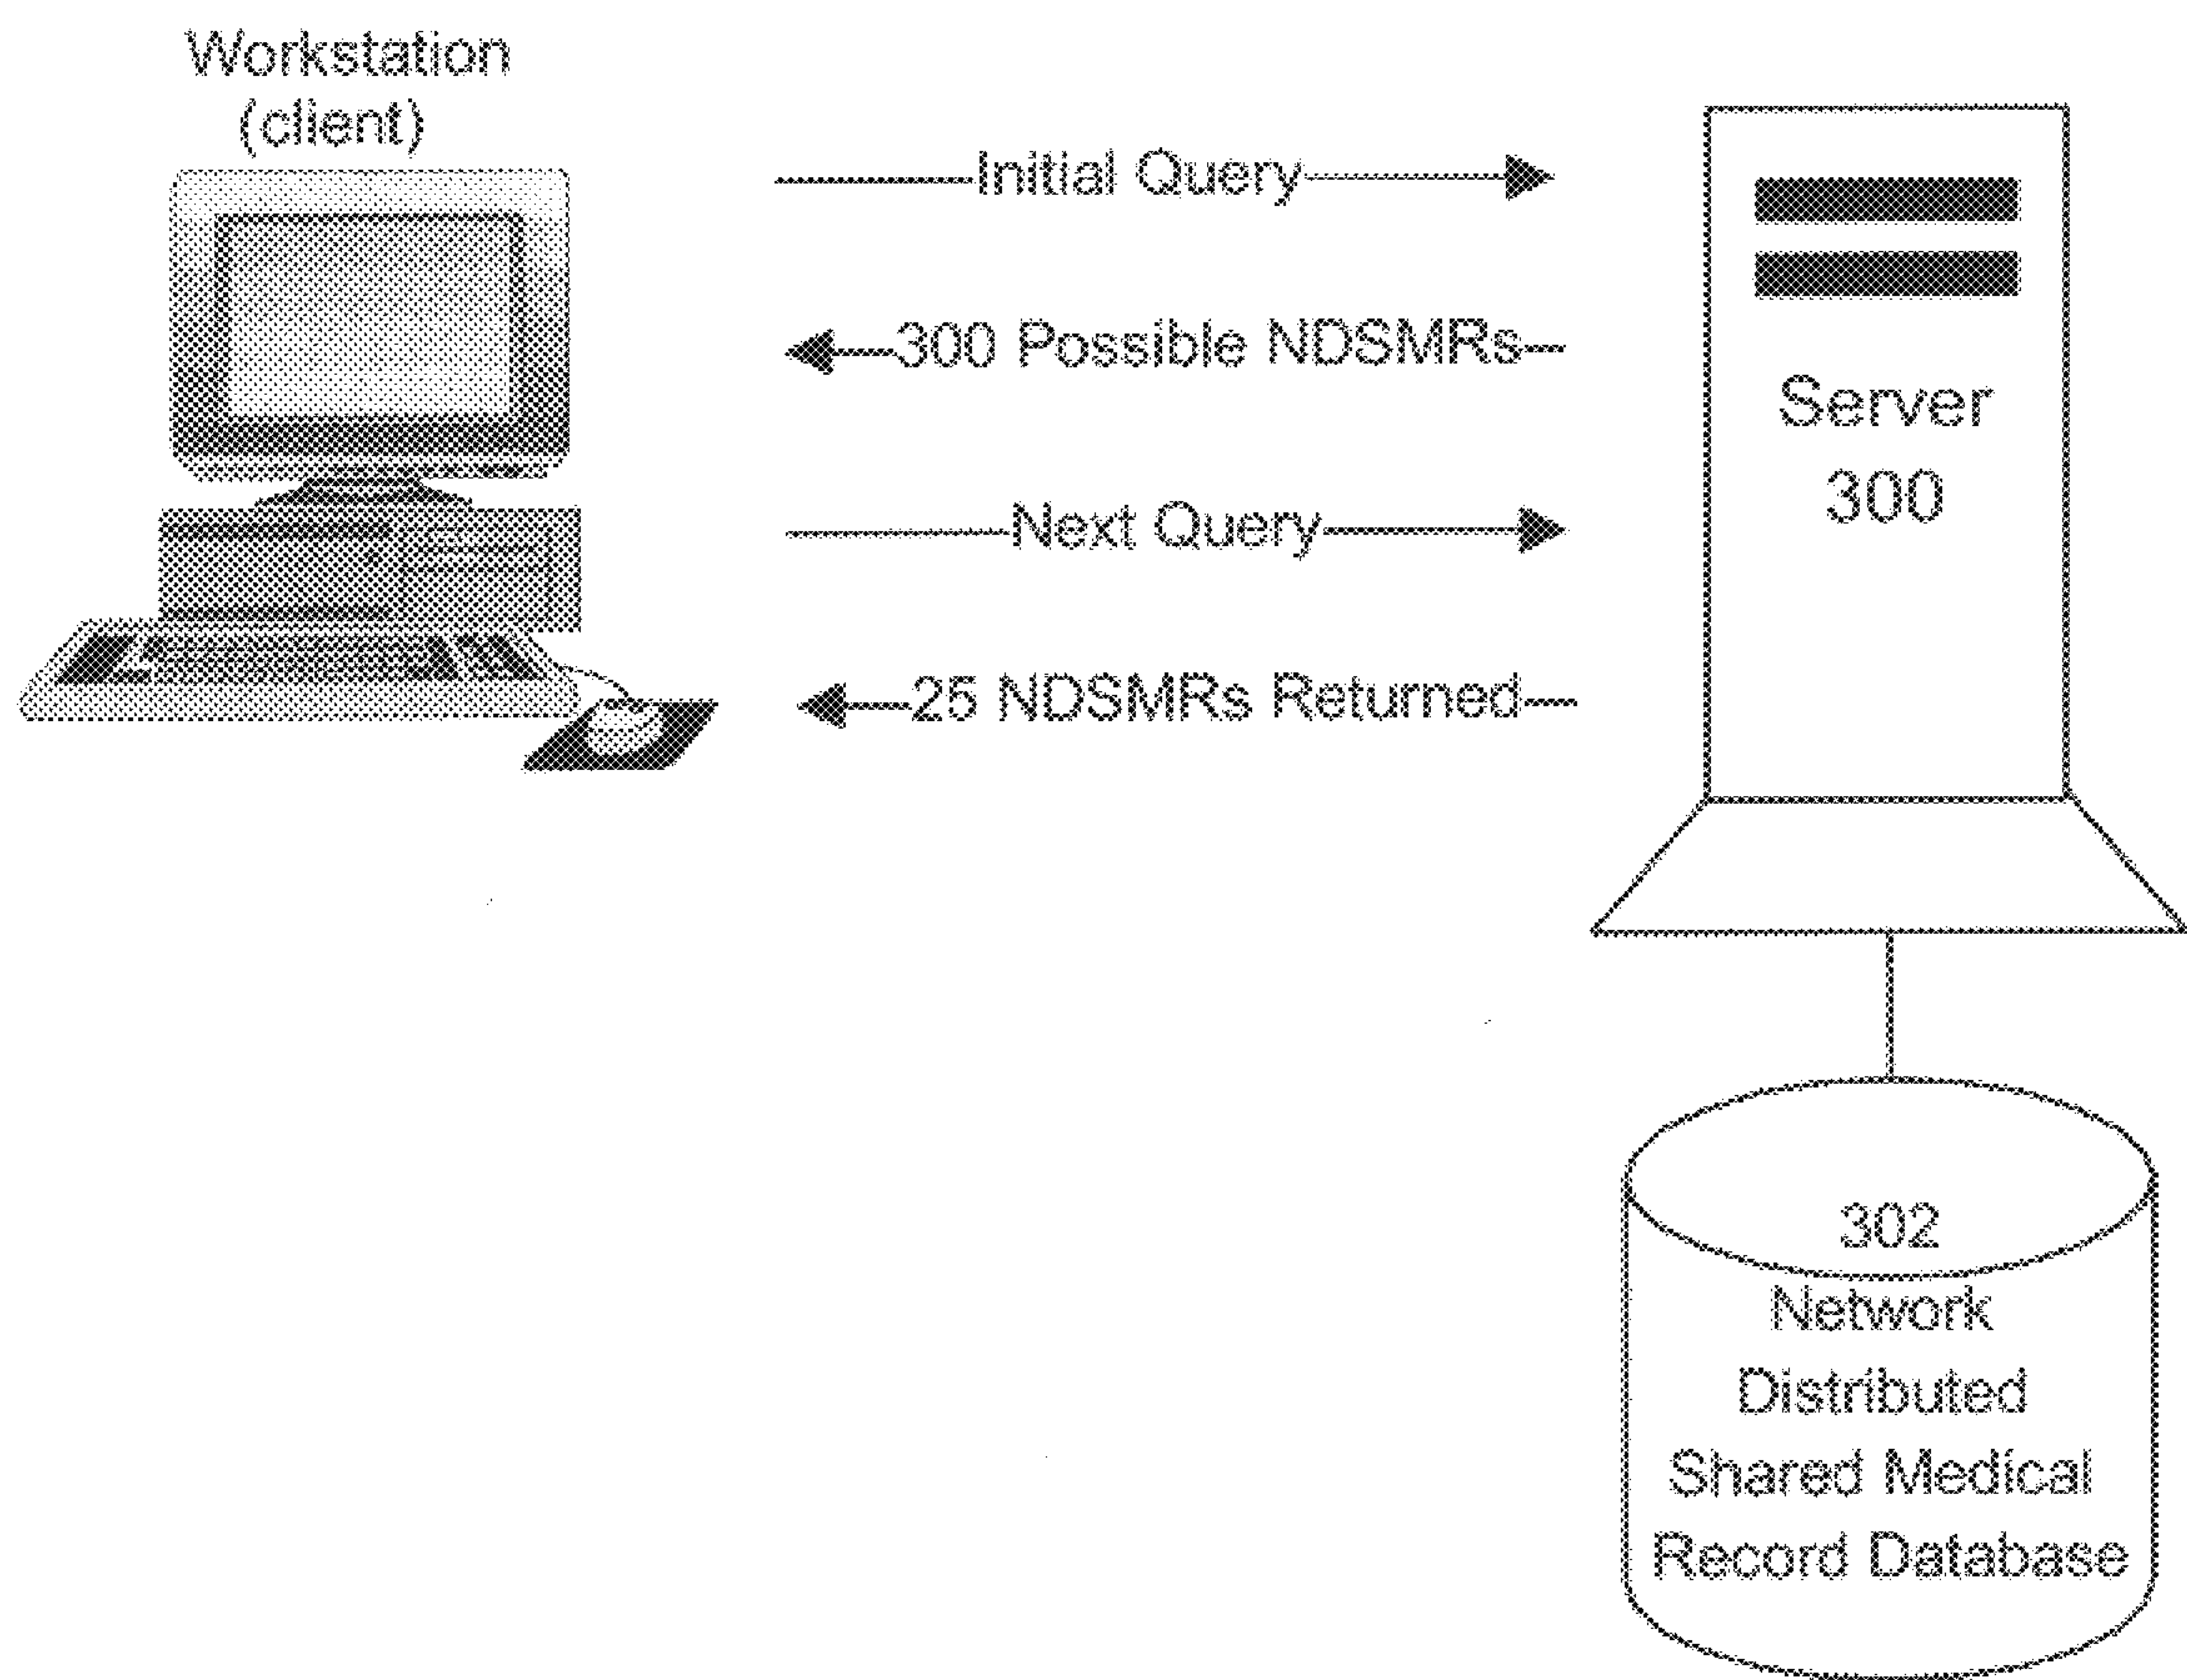 Workstation
(client)
Initial Query
300 Possible NDSMRs
Next Query
25 NDSMRs Returned
Server
300
302
Network
Distributed
Shared Medical
Record Database